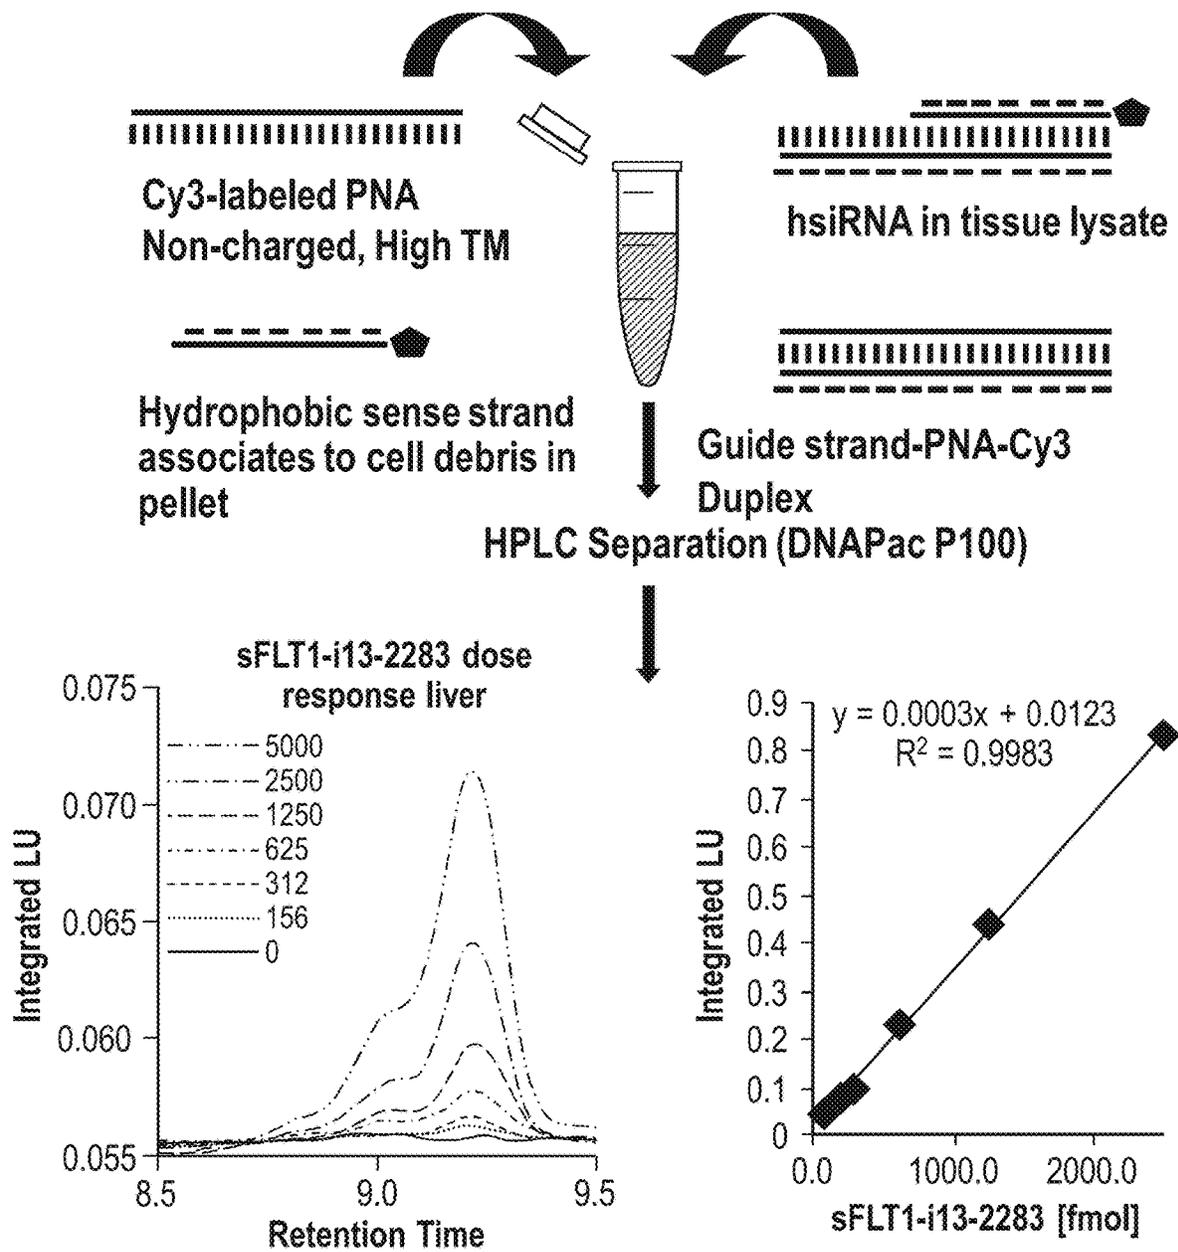 Cy3-labeled PNA
Non-charged, High TM
hsiRNA in tissue lysate
Hydrophobic sense strand
associates to cell debris in
pellet
Guide strand-PNA-Cy3
Duplex
HPLC Separation (DNAPac P100)
sFLT1-i13-2283 dose
response liver
5000
2500
1250
625
312
156
0
Integrated LU
0.075
0.070
0.065
0.060
0.055
8.5
9.0
9.5
Retention Time
y = 0.0003x + 0.0123
R² = 0.9983
Integrated LU
0.9
0.8
0.7
0.6
0.5
0.4
0.3
0.2
0.1
0
0.0
1000.0
2000.0
sFLT1-i13-2283 [fmol]